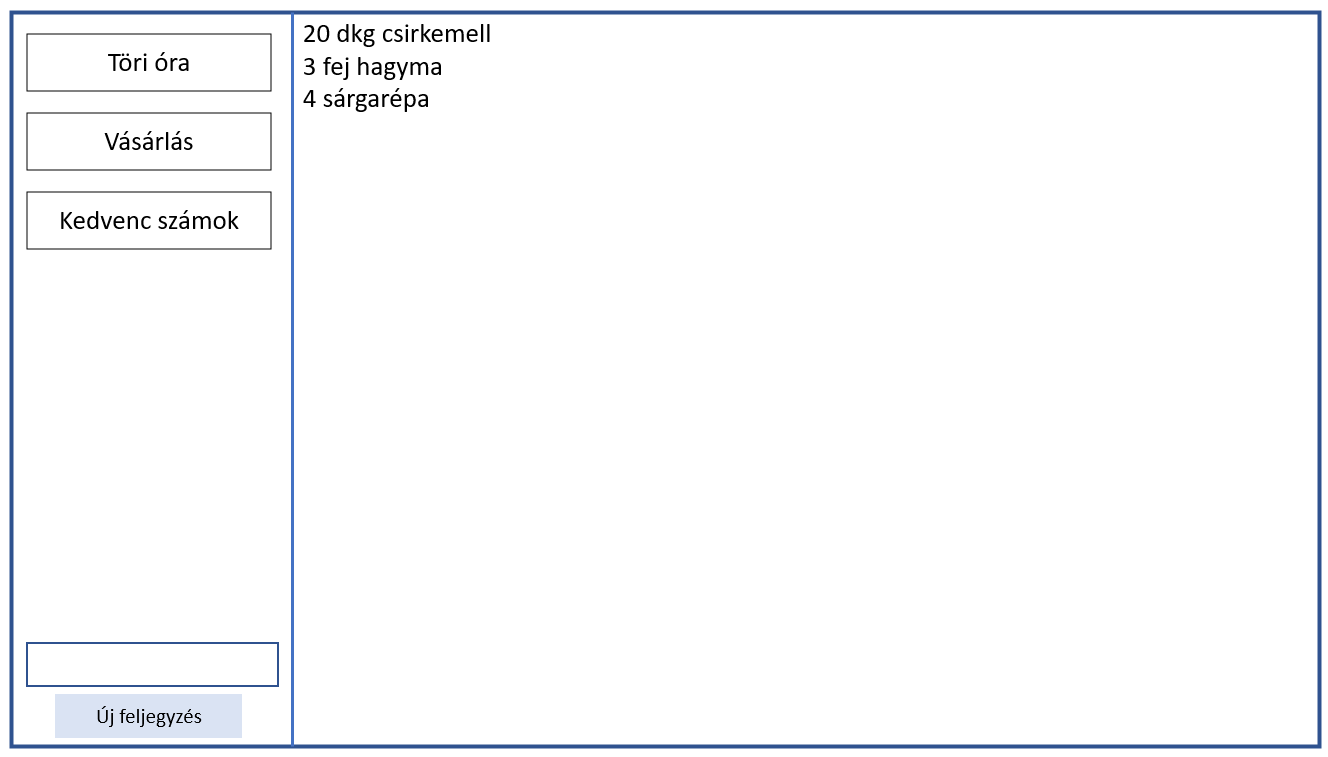 Töri óra
Vásárlás
Kedvenc számok
Új feljegyzés
20 dkg csirkemell
3 fej hagyma
4 sárgarépa